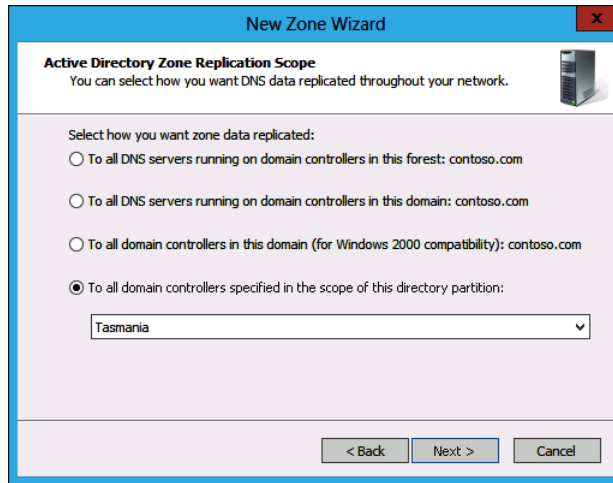 New Zone Wizard
x
Active Directory Zone Replication Scope
You can select how you want DNS data replicated throughout your network.
Select how you want zone data replicated:
To all DNS servers running on domain controllers in this forest: contoso.com
To all DNS servers running on domain controllers in this domain: contoso.com
To all domain controllers in this domain (for Windows 2000 compatibility): contoso.com
To all domain controllers specified in the scope of this directory partition:
Tasmania
< Back Next > Cancel